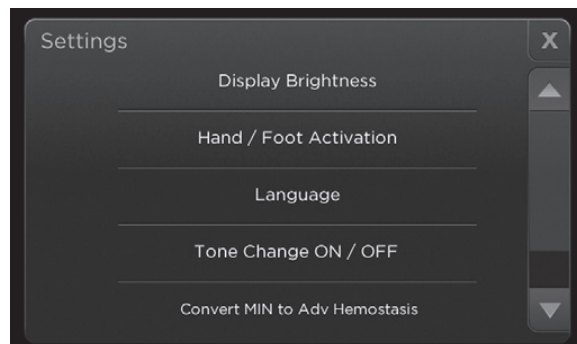 Settings
X
Display Brightness
Hand / Foot Activation
Language
Tone Change ON / OFF
Convert MIN to Adv Hemostasis